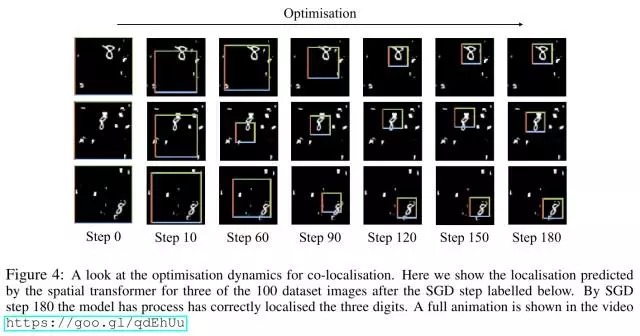 Optimisation
Step 0 Step 10 Step 60 Step 90 Step 120 Step 150 Step 180
Figure 4: A look at the optimisation dynamics for co-localisation. Here we show the localisation predicted
by the spatial transformer for three of the 100 dataset images after the SGD step labelled below. By SGD
step 180 the model has process has correctly localised the three digits. A full animation is shown in the video
https://goo.gl/qdEhUu